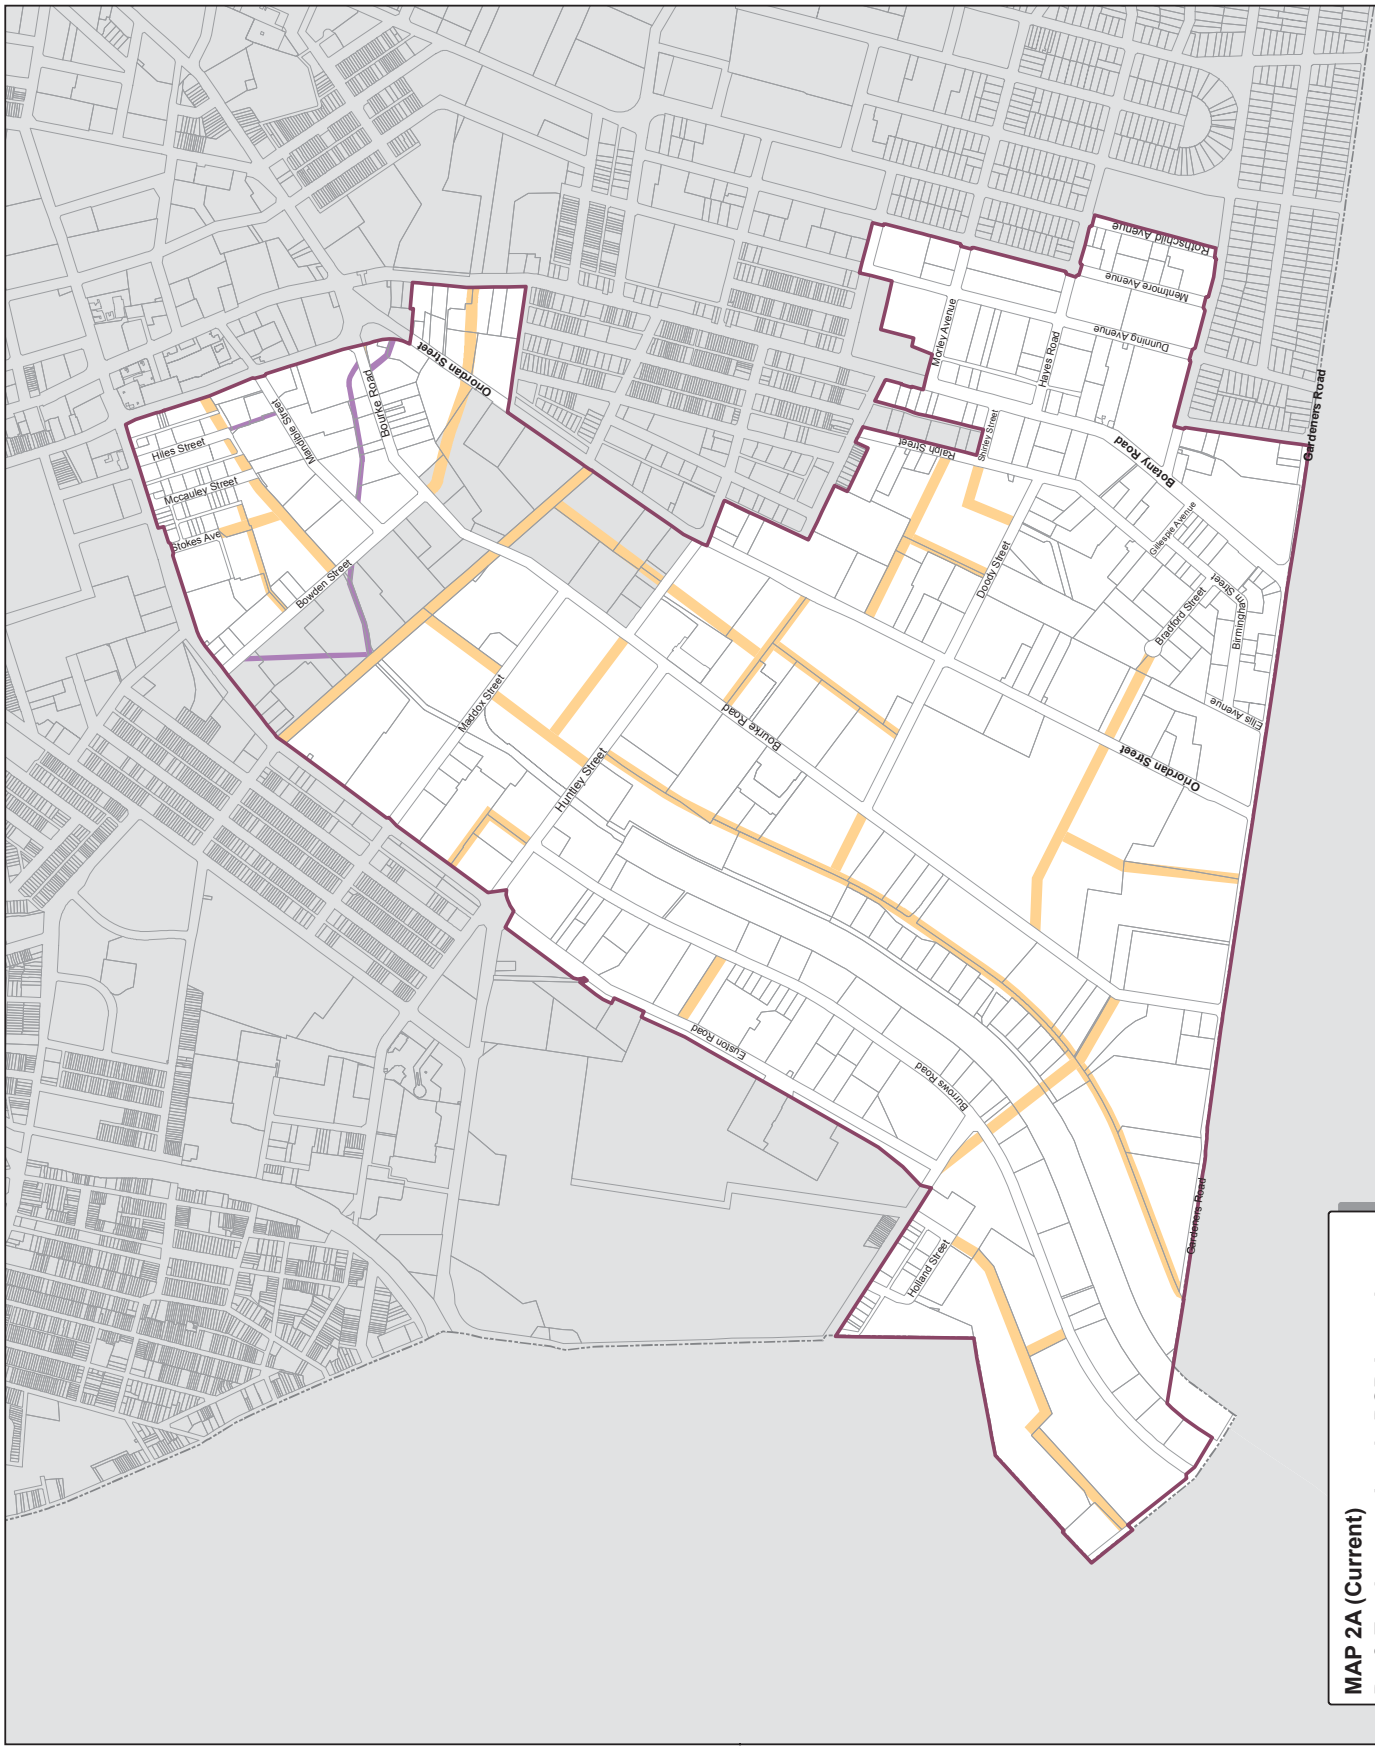 Hiles Street
Mccauley Street
Stokes Ave
Mandible Street
Bourke Road
Oriordan Street
Bowden Street
Maddox Street
Huntley Street
Bourke Road
Euston Road
Burrows Road
Holland Street
Gardeners Road
Morley Avenue
Hayes Road
Rothschild Avenue
Mentmore Avenue
Dunning Avenue
Ralph Street
Shirley Street
Botany Road
Gardeners Road
Doody Street
Gillespie Avenue
Bradford Street
Birmingham Street
Ellis Avenue
Oriordan Street
MAP 2A (Current)